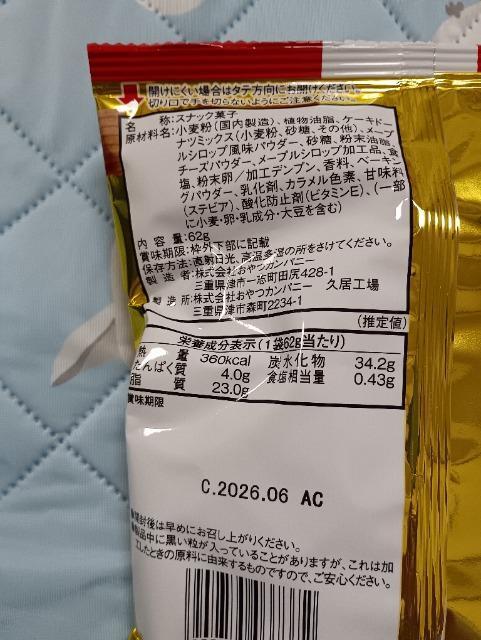 開けにくい場合はタテ方向にお開けください。
切り口で手を切らないようにご注意ください。
名 称:スナック菓子
原材料名:小麦粉(国内製造)、植物油脂、ケーキドー
ナツミックス(小麦粉、砂糖、その他)、メープ
ルシロップ風味パウダー、砂糖、粉末油脂、
チーズパウダー、メープルシロップ加工品、食
塩、粉末卵/加工デンプン、香料、ベーキン
グパウダー、乳化剤、カラメル色素、甘味料
(ステビア)、酸化防止剤(ビタミンE)、(一部
に小麦・卵・乳成分・大豆を含む)
内容量:62g
賞味期限:枠外下部に記載
保存方法:直射日光、高温多湿の所をさけてください。
製造者:株式会社おやつカンパニー
三重県津市一志町田尻428-1
製造所:株式会社おやつカンパニー 久居工場
三重県津市森町2234-1
(推定値)
栄養成分表示(1袋62g当たり)
熱量 360kcal 炭水化物 34.2g
たんぱく質 4.0g 食塩相当量 0.43g
脂質 23.0g
賞味期限
C.2026.06 AC
開封後は早めにお召し上がりください。
製品中に黒い粒が入っていることがありますが、これは加
工したときの原料に由来するものですので、ご安心ください。